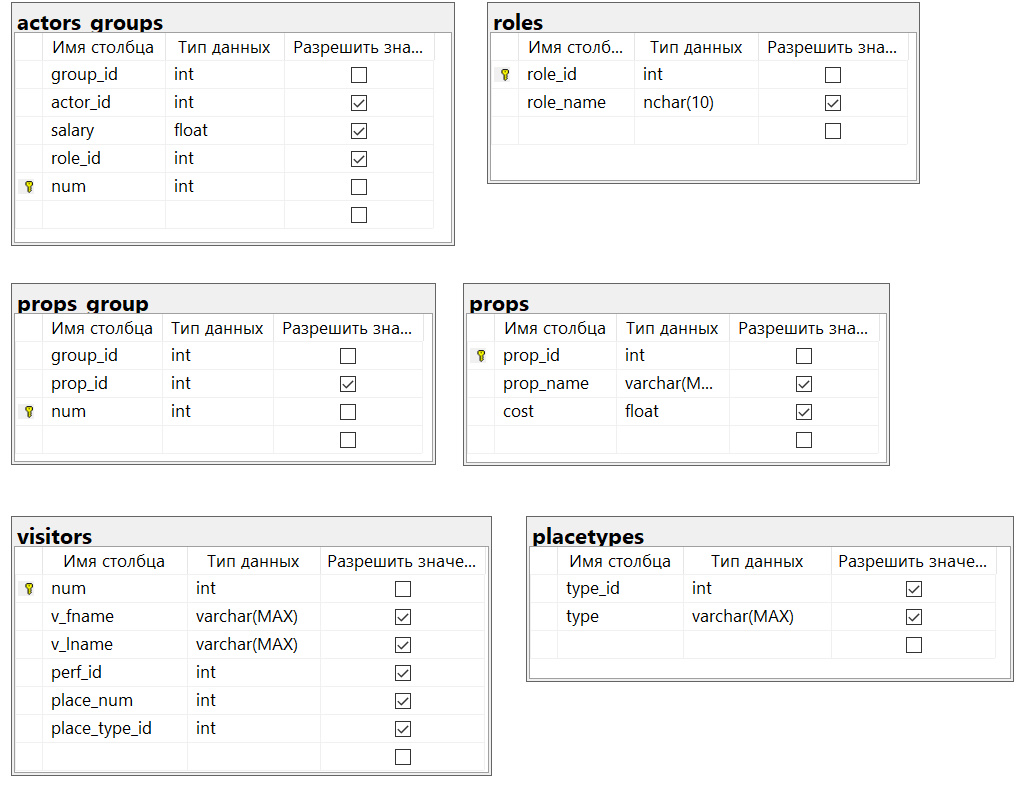 actors_groups
Имя столбца Тип данных Разрешить зна...
group_id int
actor_id int
salary float
role_id int
num int
roles
Имя столб... Тип данных Разрешить зна...
role_id int
role_name nchar(10)
props_group
Имя столбца Тип данных Разрешить зна...
group_id int
prop_id int
num int
props
Имя столбца Тип данных Разрешить зна...
prop_id int
prop_name varchar(M...
cost float
visitors
Имя столбца Тип данных Разрешить значе...
num int
v_fname varchar(MAX)
v_lname varchar(MAX)
perf_id int
place_num int
place_type_id int
placetypes
Имя столбца Тип данных Разрешить значе...
type_id int
type varchar(MAX)